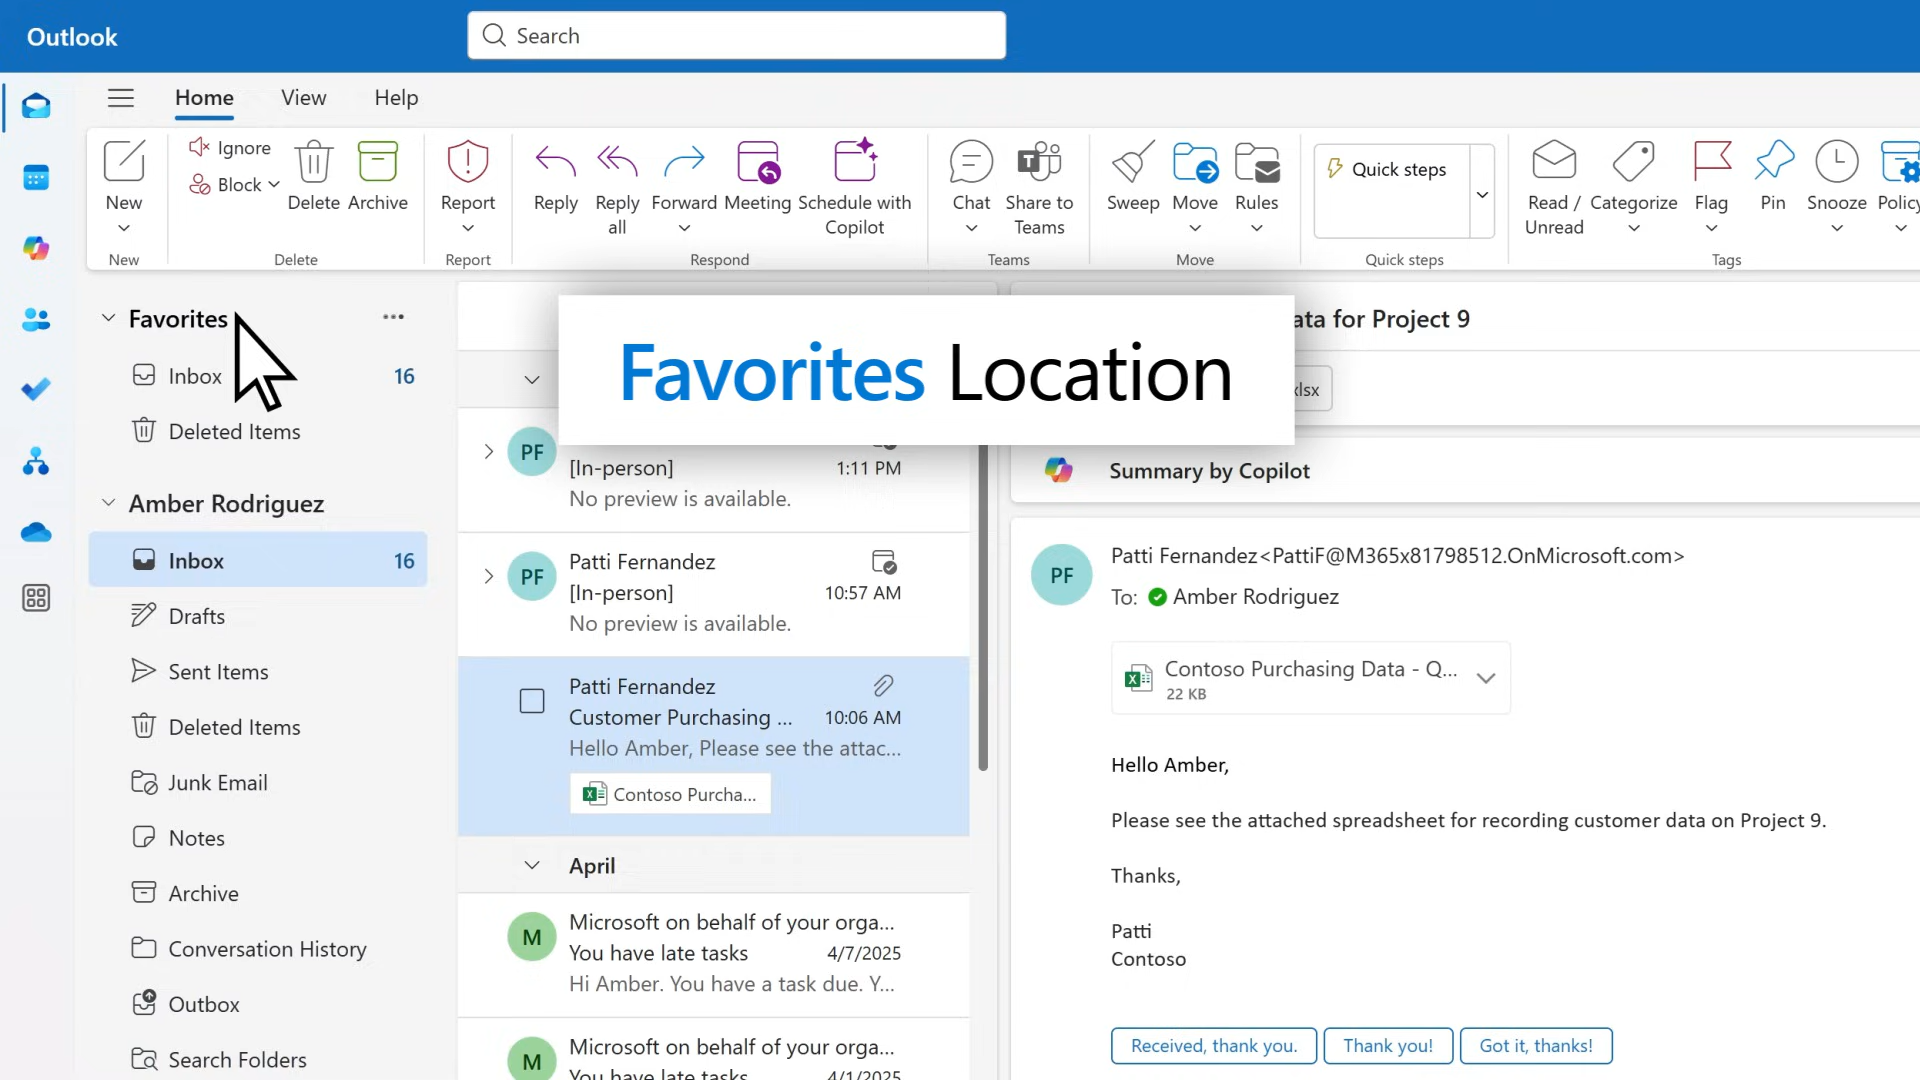 Outlook
Search
Home
View
Help
New
Ignore
Block
Delete
Archive
Report
Reply
Reply all
Forward
Meeting
Schedule with Copilot
Chat
Share to Teams
Sweep
Move
Rules
Quick steps
Read / Unread
Categorize
Flag
Pin
Snooze
Policy
New
Delete
Report
Respond
Teams
Move
Quick steps
Tags
Favorites
Inbox 16
Deleted Items
Amber Rodriguez
Inbox 16
Drafts
Sent Items
Deleted Items
Junk Email
Notes
Archive
Conversation History
Outbox
Search Folders
Favorites Location
PF
[In-person] 1:11 PM
No preview is available.
PF
Patti Fernandez
[In-person] 10:57 AM
No preview is available.
Patti Fernandez
Customer Purchasing ... 10:06 AM
Hello Amber, Please see the attac...
Contoso Purcha...
April
M
Microsoft on behalf of your orga...
You have late tasks 4/7/2025
Hi Amber. You have a task due. Y...
M
Microsoft on behalf of your orga...
You have late tasks 4/1/2025
ata for Project 9
xlsx
Summary by Copilot
PF
Patti Fernandez<PattiF@M365x81798512.OnMicrosoft.com>
To: Amber Rodriguez
Contoso Purchasing Data - Q...
22 KB
Hello Amber,
Please see the attached spreadsheet for recording customer data on Project 9.
Thanks,
Patti
Contoso
Received, thank you.
Thank you!
Got it, thanks!